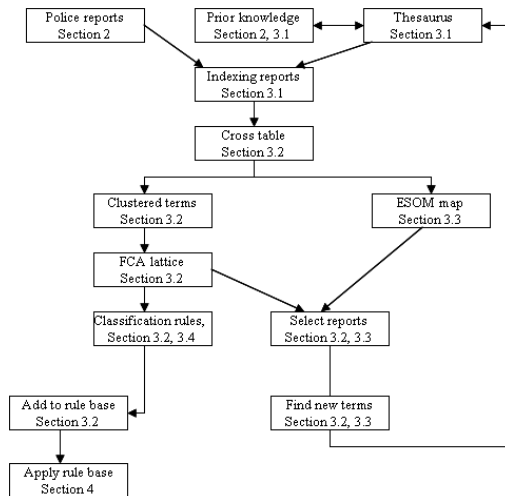 Police reports
Section 2
Prior knowledge
Section 2, 3.1
Thesaurus
Section 3.1
Indexing reports
Section 3.1
Cross table
Section 3.2
Clustered terms
Section 3.2
ESOM map
Section 3.3
FCA lattice
Section 3.2
Classification rules,
Section 3.2, 3.4
Select reports
Section 3.2, 3.3
Add to rule base
Section 3.2
Find new terms
Section 3.2, 3.3
Apply rule base
Section 4